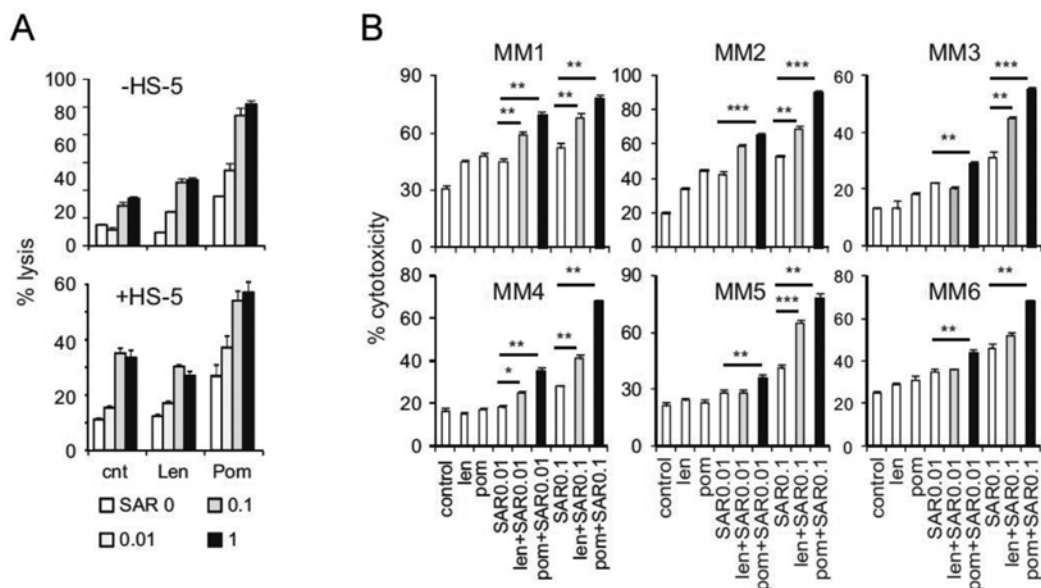 A
-HS-5
100
80
60
40
20
0
% lysis
+HS-5
60
40
20
0
cnt Len Pom
SAR 0 0.1
0.01 1
B
% cytotoxicity
MM1
90
60
30
0
** ** ** **
MM2
100
80
60
40
20
0
*** ** ***
MM3
60
40
20
0
** ** ***
MM4
80
60
40
20
0
* ** ** **
MM5
90
60
30
0
** *** **
MM6
80
60
40
20
0
** **
control
len
pom
SAR0.01
len+SAR0.01
pom+SAR0.01
SAR0.1
len+SAR0.1
pom+SAR0.1
control
len
pom
SAR0.01
len+SAR0.01
pom+SAR0.01
SAR0.1
len+SAR0.1
pom+SAR0.1
control
len
pom
SAR0.01
len+SAR0.01
pom+SAR0.01
SAR0.1
len+SAR0.1
pom+SAR0.1